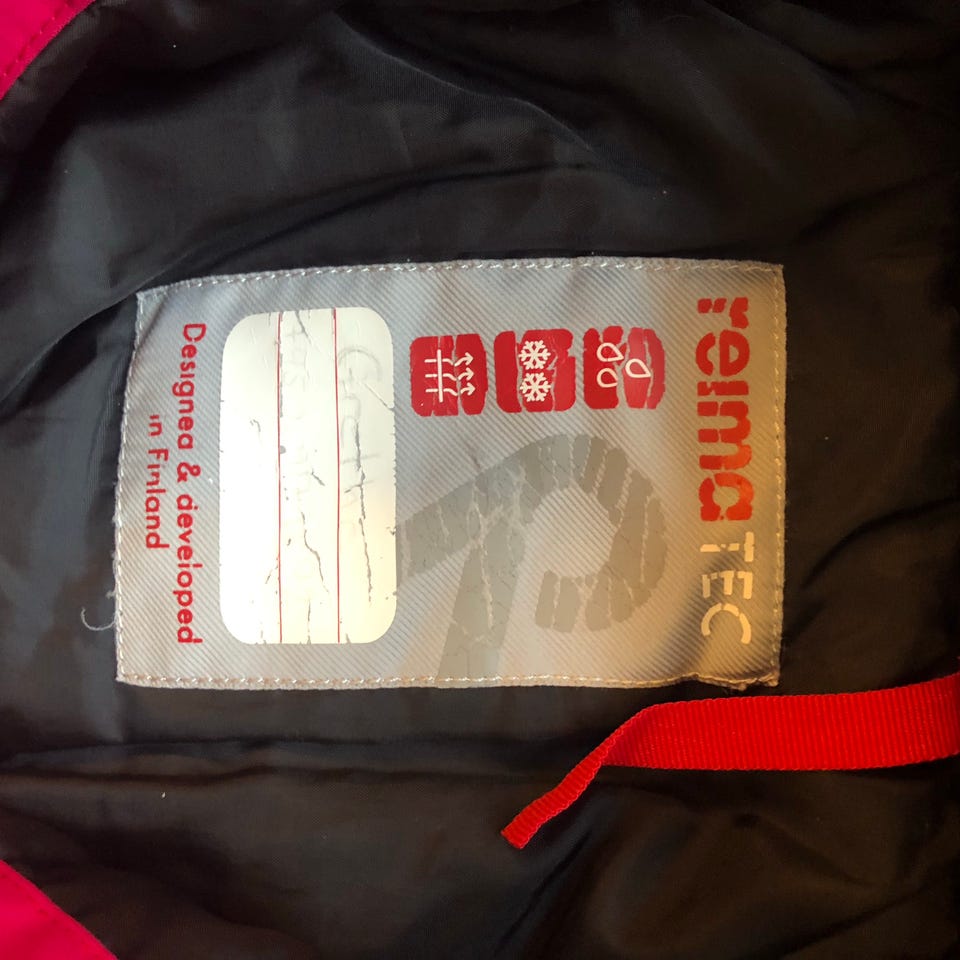 reima TEC
Designed & developed
in Finland